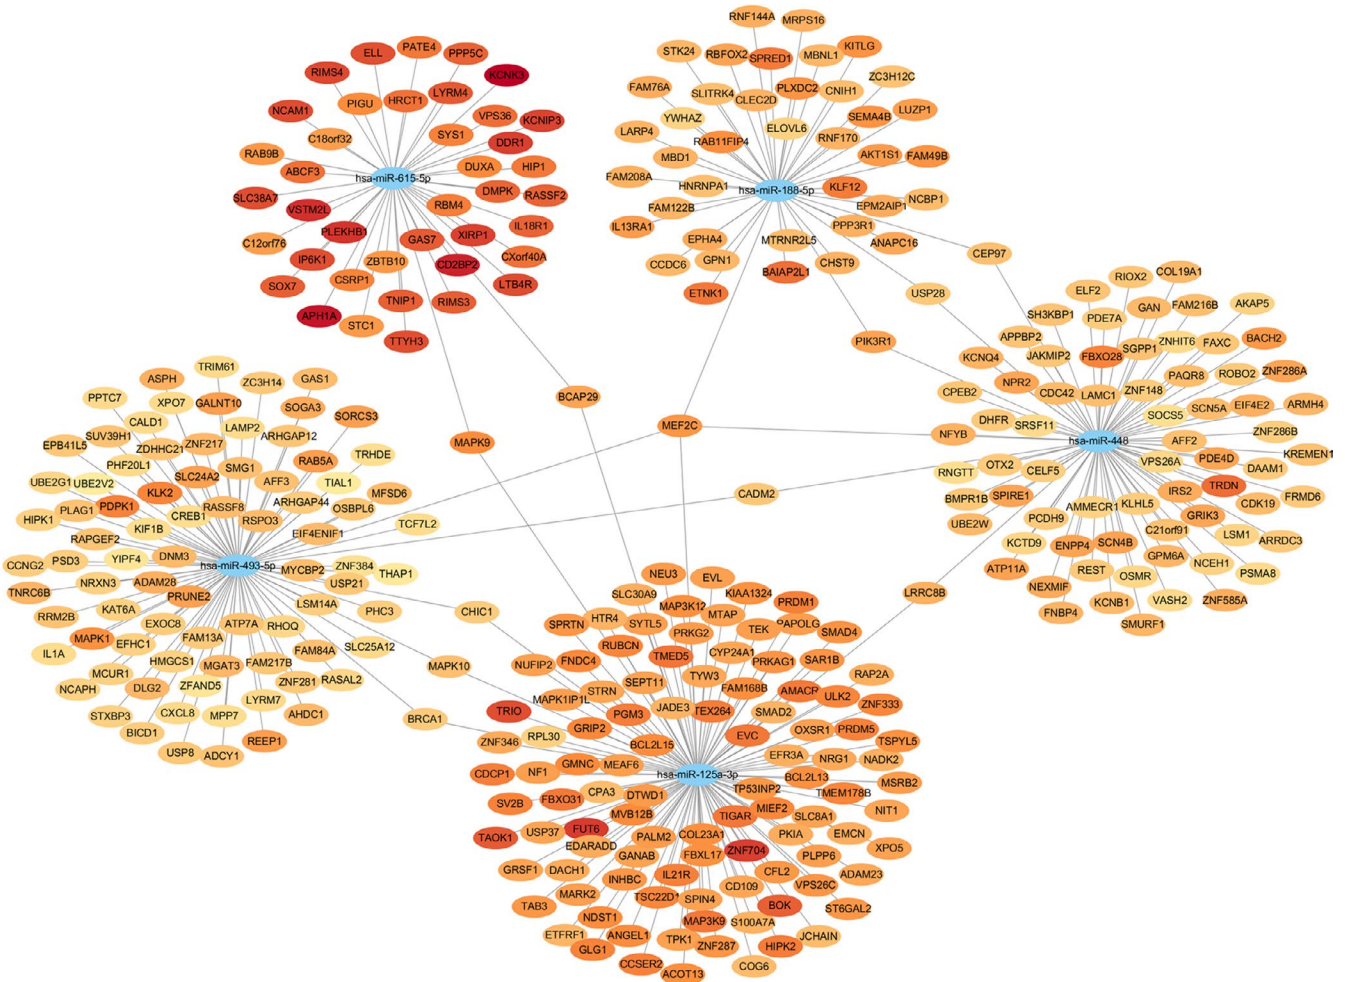 hsa-miR-615-5p
ELL
PATE4
PPP5C
KCNK3
RIMS4
LYRM4
PIGU
HRCT1
NCAM1
VPS36
KCNIP3
C18orf32
SYS1
DDR1
RAB9B
ABCF3
DUXA
HIP1
SLC38A7
DMPK
RASSF2
VSTM2L
RBM4
PLEKHB1
IL18R1
C12orf76
GAS7
XIRP1
IP6K1
ZBTB10
CD2BP2
CXorf40A
SOX7
CSRP1
LTB4R
TNIP1
RIMS3
APH1A
STC1
TTYH3
hsa-miR-188-5p
RNF144A
MRPS16
STK24
RBFOX2
SPRED1
MBNL1
KITLG
FAM76A
SLITRK4
CLEC2D
PLXDC2
CNIH1
ZC3H12C
YWHAZ
ELOVL6
SEMA4B
LUZP1
LARP4
RAB11FIP4
RNF170
MBD1
AKT1S1
FAM49B
FAM208A
HNRNPA1
KLF12
FAM122B
EPM2AIP1
NCBP1
IL13RA1
PPP3R1
EPHA4
MTRNR2L5
ANAPC16
CCDC6
GPN1
CHST9
ETNK1
BAIAP2L1
CEP97
USP28
PIK3R1
BCAP29
MAPK9
MEF2C
NFYB
CADM2
LRRC8B
CHIC1
MAPK10
BRCA1
hsa-miR-448
COL19A1
RIOX2
ELF2
GAN
FAM216B
AKAP5
SH3KBP1
PDE7A
APPBP2
SGPP1
ZNHIT6
FAXC
BACH2
KCNQ4
JAKMIP2
FBXO28
PAQR8
ROBO2
ZNF286A
NPR2
CDC42
LAMC1
ZNF148
CPEB2
SOCS5
SCN5A
EIF4E2
ARMH4
DHFR
SRSF11
AFF2
ZNF286B
KREMEN1
VPS26A
PDE4D
DAAM1
RNGTT
OTX2
CELF5
BMPR1B
SPIRE1
IRS2
TRDN
CDK19
FRMD6
UBE2W
AMMECR1
KLHL5
GRIK3
PCDH9
C21orf91
LSM1
ARRDC3
KCTD9
ENPP4
SCN4B
GPM6A
NCEH1
PSMA8
ATP11A
REST
OSMR
NEXMIF
KCNB1
VASH2
ZNF585A
FNBP4
SMURF1
hsa-miR-493-5p
TRIM61
ASPH
ZC3H14
GAS1
PPTC7
XPO7
GALNT10
SOGA3
SORCS3
CALD1
LAMP2
SUV39H1
ZNF217
ARHGAP12
EPB41L5
ZDHHC21
TRHDE
PHF20L1
SMG1
RAB5A
SLC24A2
AFF3
TIAL1
UBE2G1
UBE2V2
KLK2
MFSD6
PLAG1
PDPK1
RASSF8
ARHGAP44
OSBPL6
HIPK1
CREB1
RSPO3
TCF7L2
KIF1B
EIF4ENIF1
RAPGEF2
CCNG2
PSD3
YIPF4
DNM3
MYCBP2
ZNF384
THAP1
NRXN3
ADAM28
USP21
TNRC6B
PRUNE2
LSM14A
PHC3
RRM2B
KAT6A
EXOC8
ATP7A
RHOQ
MAPK1
EFHC1
FAM13A
FAM84A
SLC25A12
IL1A
HMGCS1
MGAT3
FAM217B
MCUR1
ZNF281
RASAL2
NCAPH
DLG2
ZFAND5
LYRM7
STXBP3
CXCL8
MPP7
AHDC1
BICD1
REEP1
USP8
ADCY1
hsa-miR-125a-3p
NEU3
EVL
SLC30A9
KIAA1324
MAP3K12
PRDM1
SPRTN
HTR4
SYTL5
MTAP
PRKG2
TEK
PAPOLG
SMAD4
RUBCN
CYP24A1
NUFIP2
FNDC4
TMED5
PRKAG1
SAR1B
TYW3
RAP2A
STRN
SEPT11
FAM168B
AMACR
ULK2
MAPK1IP1L
ZNF333
TRIO
PGM3
JADE3
TEX264
SMAD2
GRIP2
OXSR1
PRDM5
ZNF346
RPL30
BCL2L15
EVC
TSPYL5
EFR3A
NRG1
NADK2
CDCP1
NF1
GMNC
MEAF6
BCL2L13
MSRB2
TP53INP2
TMEM178B
SV2B
FBXO31
CPA3
DTWD1
MIEF2
NIT1
MVB12B
TIGAR
SLC8A1
TAOK1
USP37
FUT6
PALM2
COL23A1
PKIA
EMCN
EDARADD
XPO5
GANAB
FBXL17
ZNF704
PLPP6
GRSF1
DACH1
CFL2
ADAM23
INHBC
IL21R
CD109
VPS26C
MARK2
TSC22D1
SPIN4
BOK
ST6GAL2
TAB3
NDST1
MAP3K9
S100A7A
JCHAIN
ETFRF1
ANGEL1
TPK1
ZNF287
HIPK2
GLG1
CCSER2
COG6
ACOT13